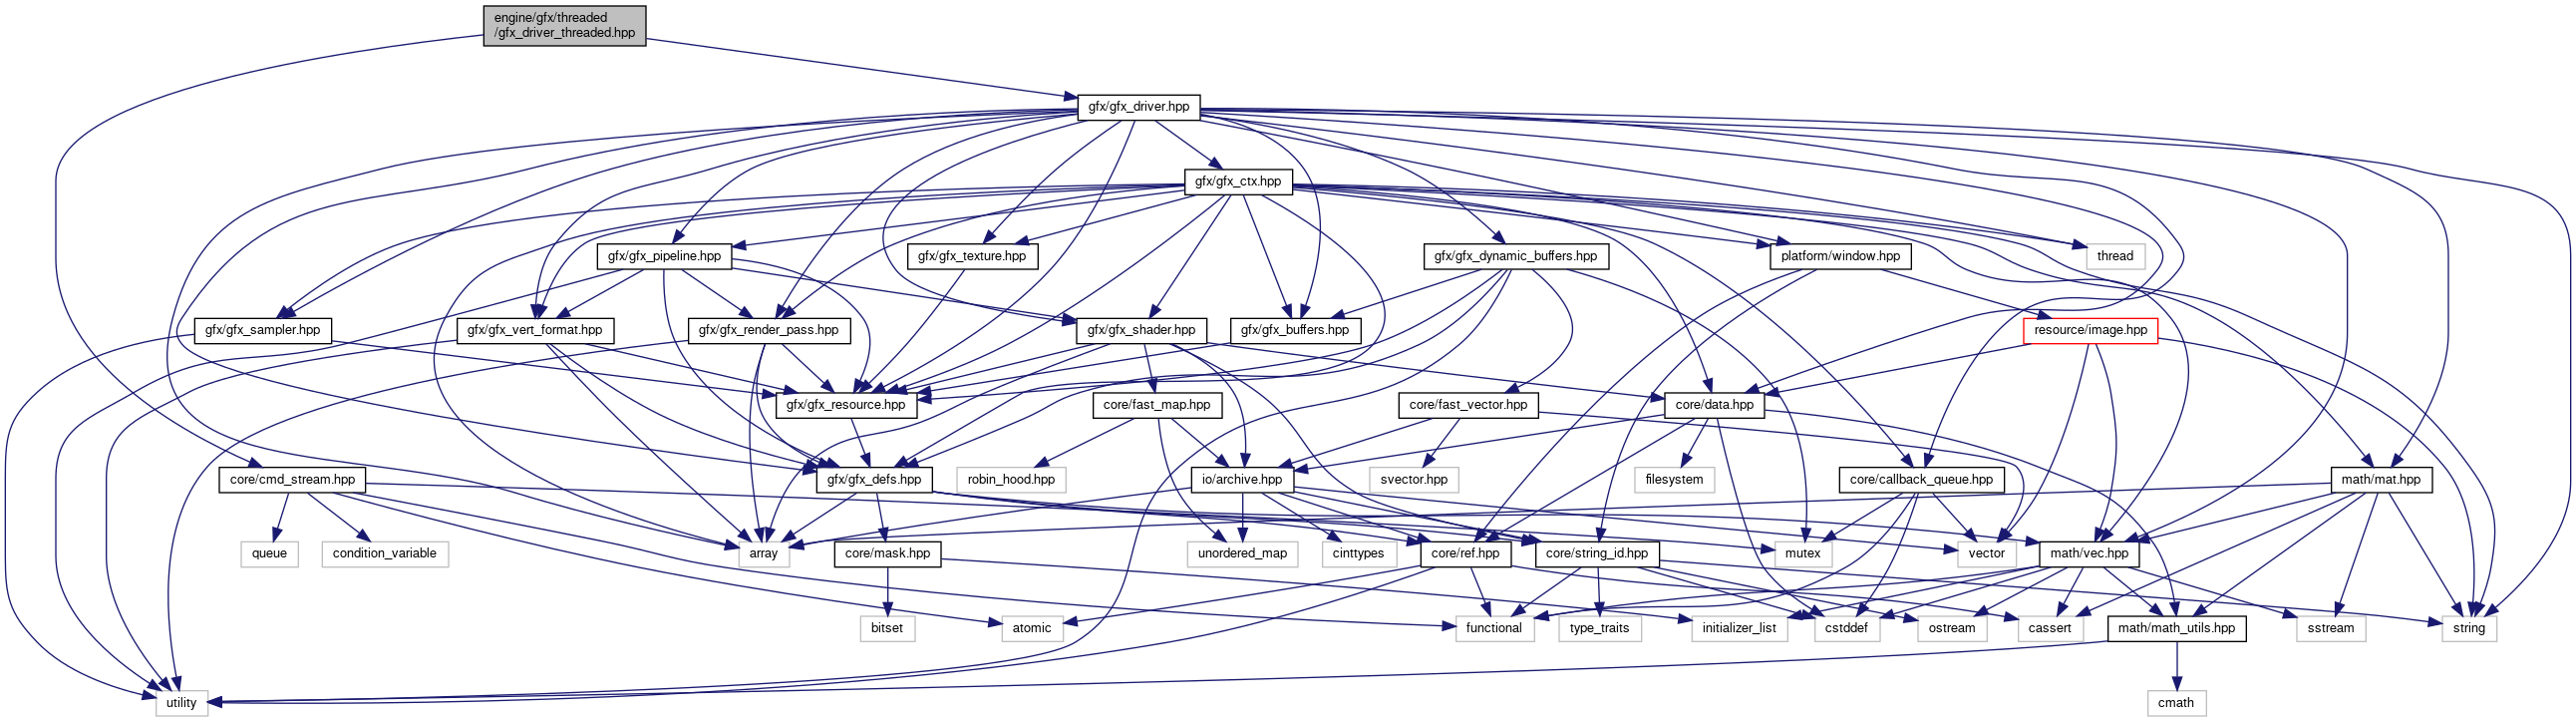 engine/gfx/threaded
/gfx_driver_threaded.hpp
gfx/gfx_driver.hpp
gfx/gfx_ctx.hpp
gfx/gfx_pipeline.hpp
gfx/gfx_texture.hpp
gfx/gfx_dynamic_buffers.hpp
platform/window.hpp
thread
gfx/gfx_sampler.hpp
gfx/gfx_vert_format.hpp
gfx/gfx_render_pass.hpp
gfx/gfx_shader.hpp
gfx/gfx_buffers.hpp
resource/image.hpp
gfx/gfx_resource.hpp
core/fast_map.hpp
core/fast_vector.hpp
core/data.hpp
core/cmd_stream.hpp
gfx/gfx_defs.hpp
robin_hood.hpp
io/archive.hpp
svector.hpp
filesystem
core/callback_queue.hpp
math/mat.hpp
queue
condition_variable
array
core/mask.hpp
unordered_map
cinttypes
core/ref.hpp
core/string_id.hpp
mutex
vector
math/vec.hpp
bitset
atomic
functional
type_traits
initializer_list
cstddef
ostream
cassert
math/math_utils.hpp
sstream
string
utility
cmath